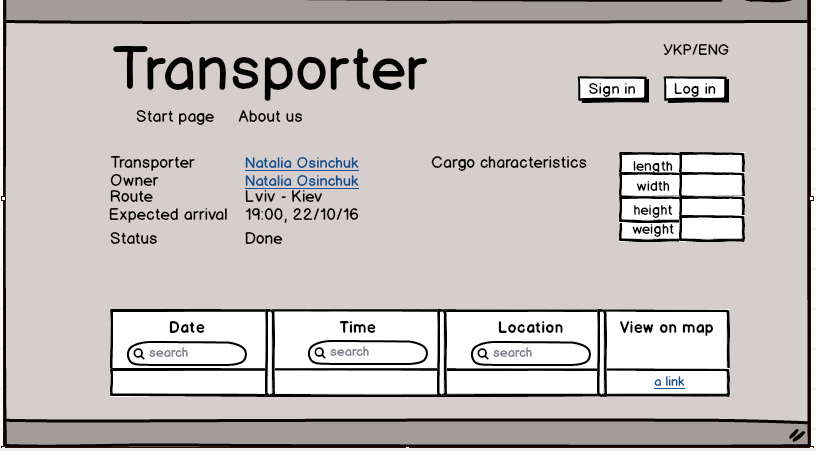 Transporter
УКР/ENG
Sign in
Log in
Start page About us
Transporter Natalia Osinchuk
Owner Natalia Osinchuk
Route Lviv - Kiev
Expected arrival 19:00, 22/10/16
Status Done
Cargo characteristics
length
width
height
weight
Date Time Location View on map
search search search
a link